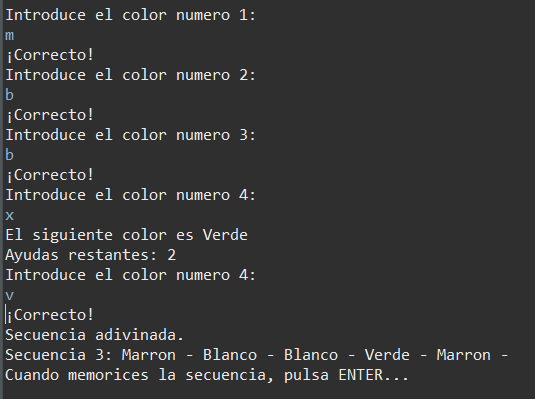 Introduce el color numero 1:
m
¡Correcto!
Introduce el color numero 2:
b
¡Correcto!
Introduce el color numero 3:
b
¡Correcto!
Introduce el color numero 4:
x
El siguiente color es Verde
Ayudas restantes: 2
Introduce el color numero 4:
v
¡Correcto!
Secuencia adivinada.
Secuencia 3: Marron - Blanco - Blanco - Verde - Marron -
Cuando memorices la secuencia, pulsa ENTER...